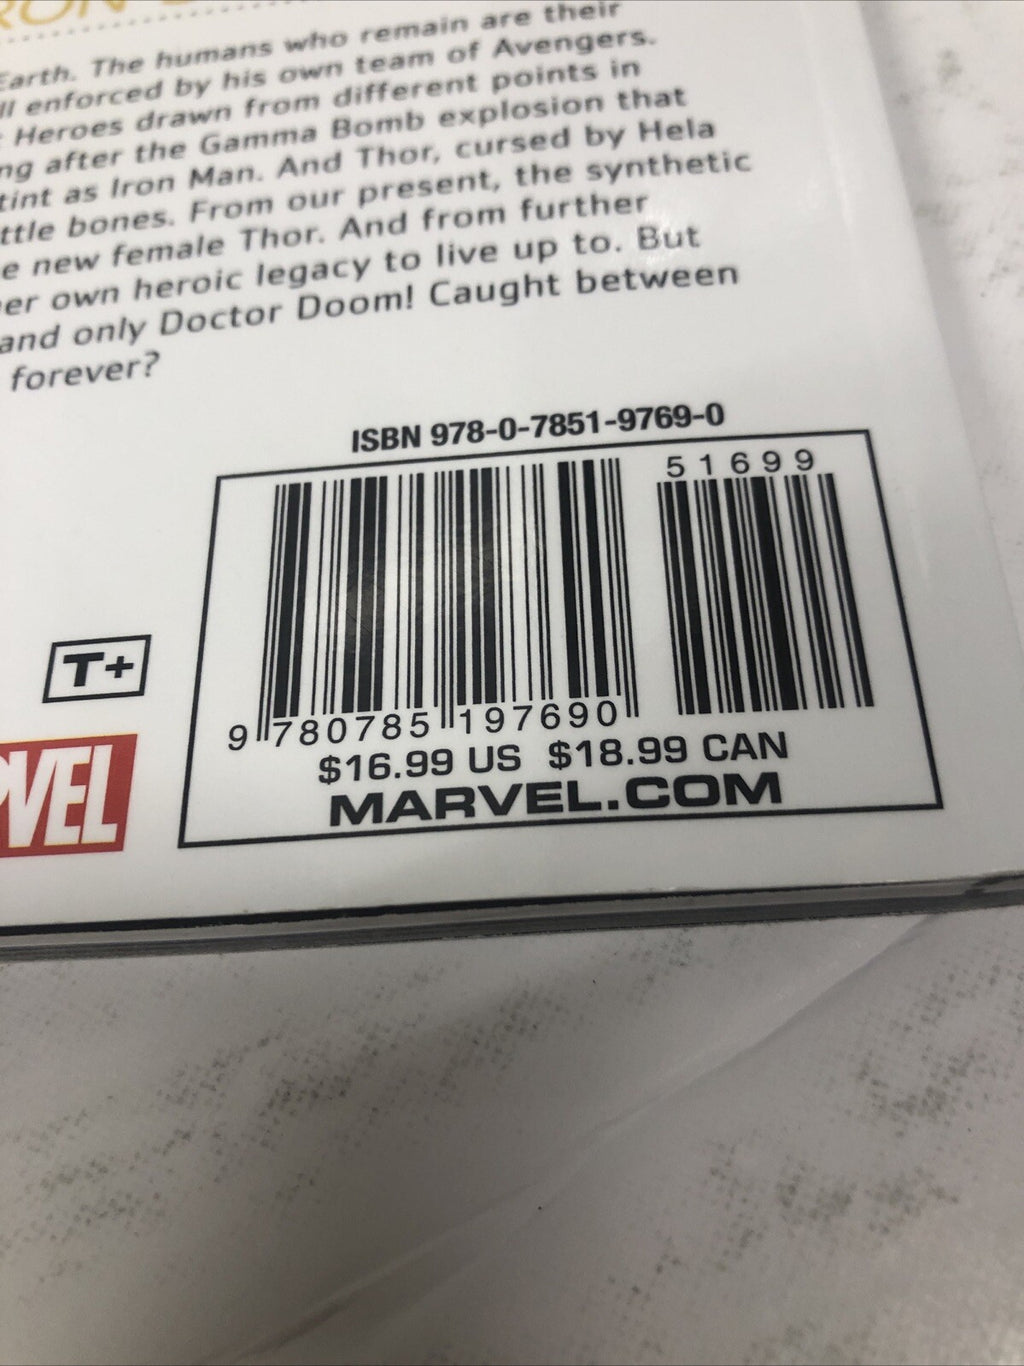 Earth. The humans who remain are their
enforced by his own team of Avengers.
Heroes drawn from different points in
after the Gamma Bomb explosion that
tint as Iron Man. And Thor, cursed by Hela
bones. From our present, the synthetic
new female Thor. And from further
own heroic legacy to live up to. But
and only Doctor Doom! Caught between
forever?
ISBN 978-0-7851-9769-0
51699
9 780785 197690
$16.99 US $18.99 CAN
MARVEL.COM
T+
VEL